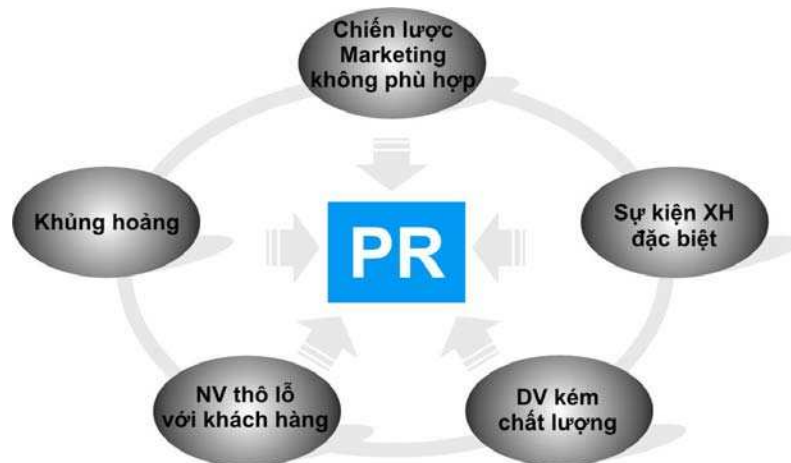 Chiến lược
Marketing
không phù hợp
Khủng hoảng
PR
Sự kiện XH
đặc biệt
NV thô lỗ
với khách hàng
DV kém
chất lượng